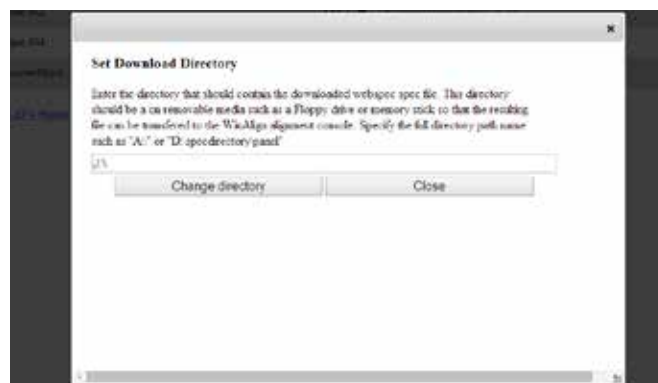 Set Download Directory
Enter the directory that should contain the downloaded webspec spec file. This directory
should be a on removable media such as a Floppy drive or memory stick so that the resulting
file can be transfered to the WinAlign alignment console. Specify the full directory path name
such as "A:" or "D: specdirectory panel"
Change directory
Close